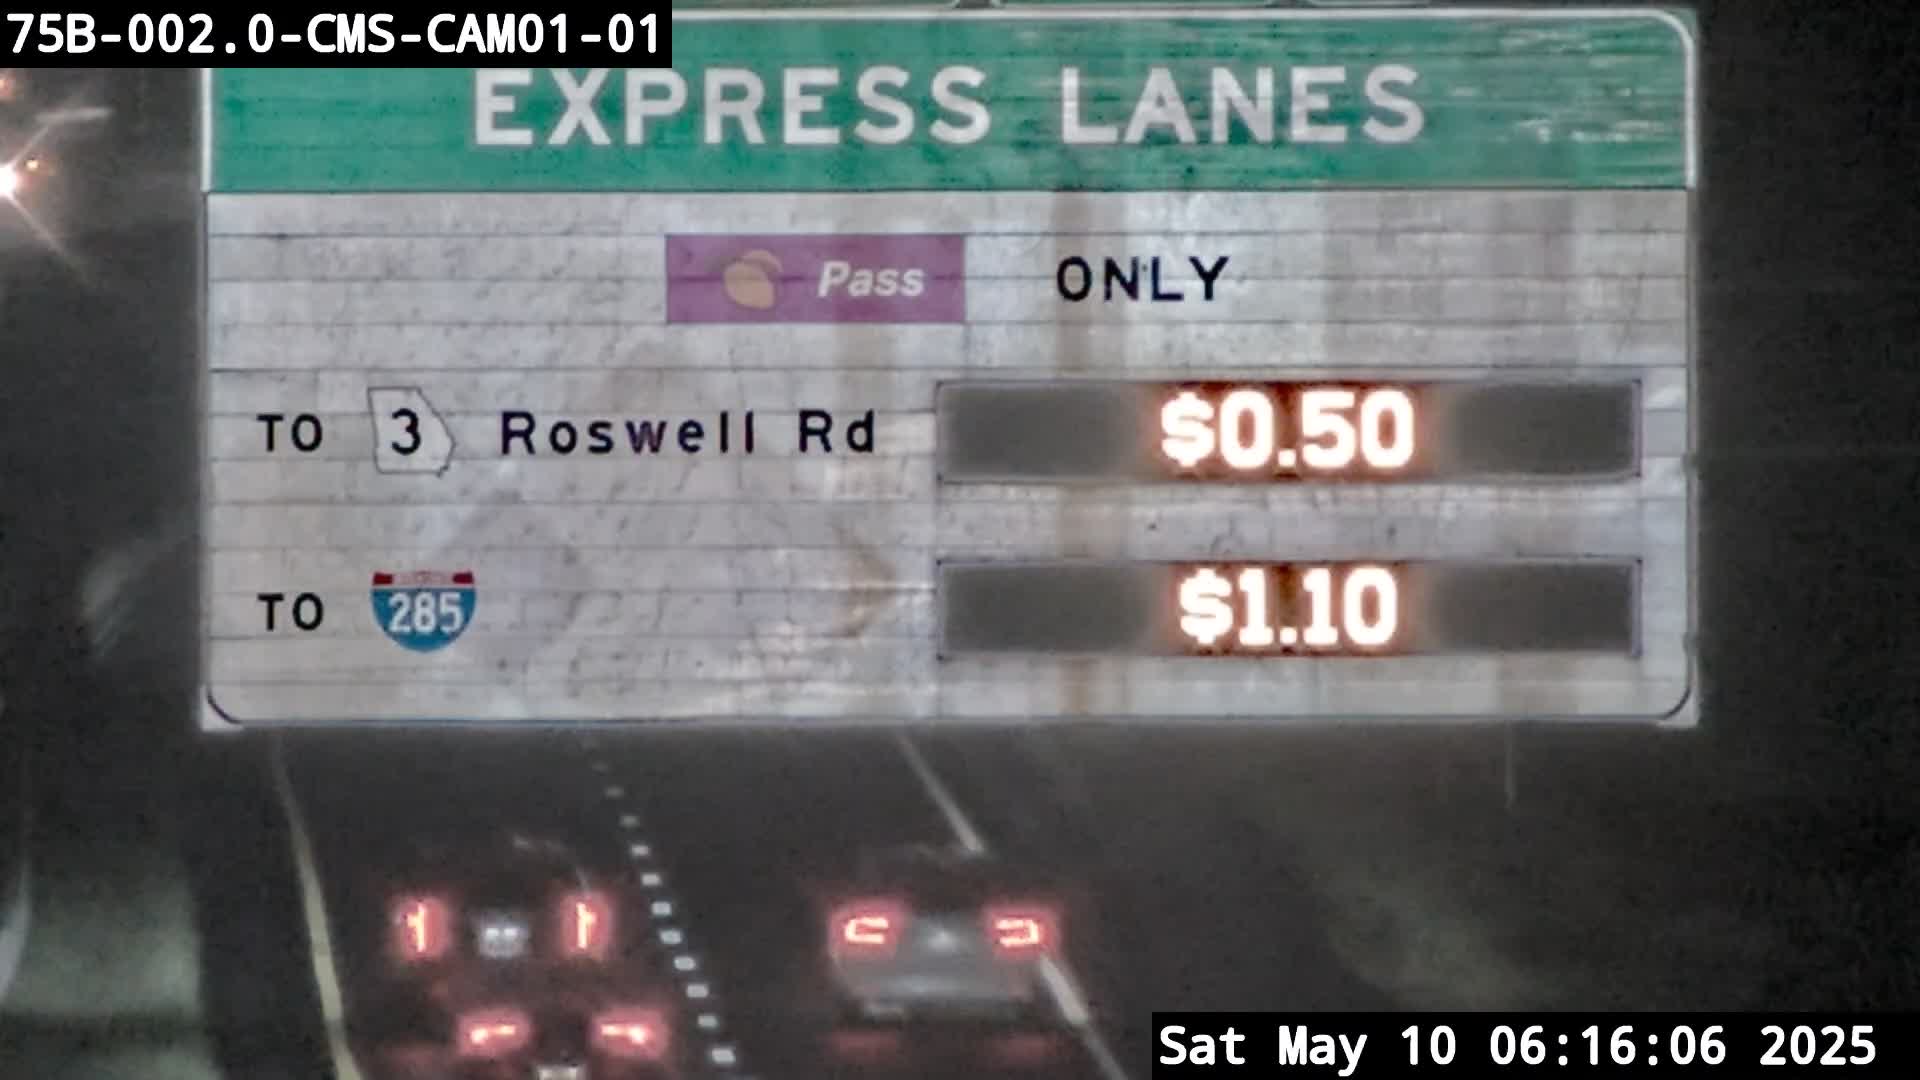 75B-002.0-CMS-CAM01-01
EXPRESS LANES
Pass ONLY
TO 3 Roswell Rd $0.50
TO 285 $1.10
Sat May 10 06:16:06 2025